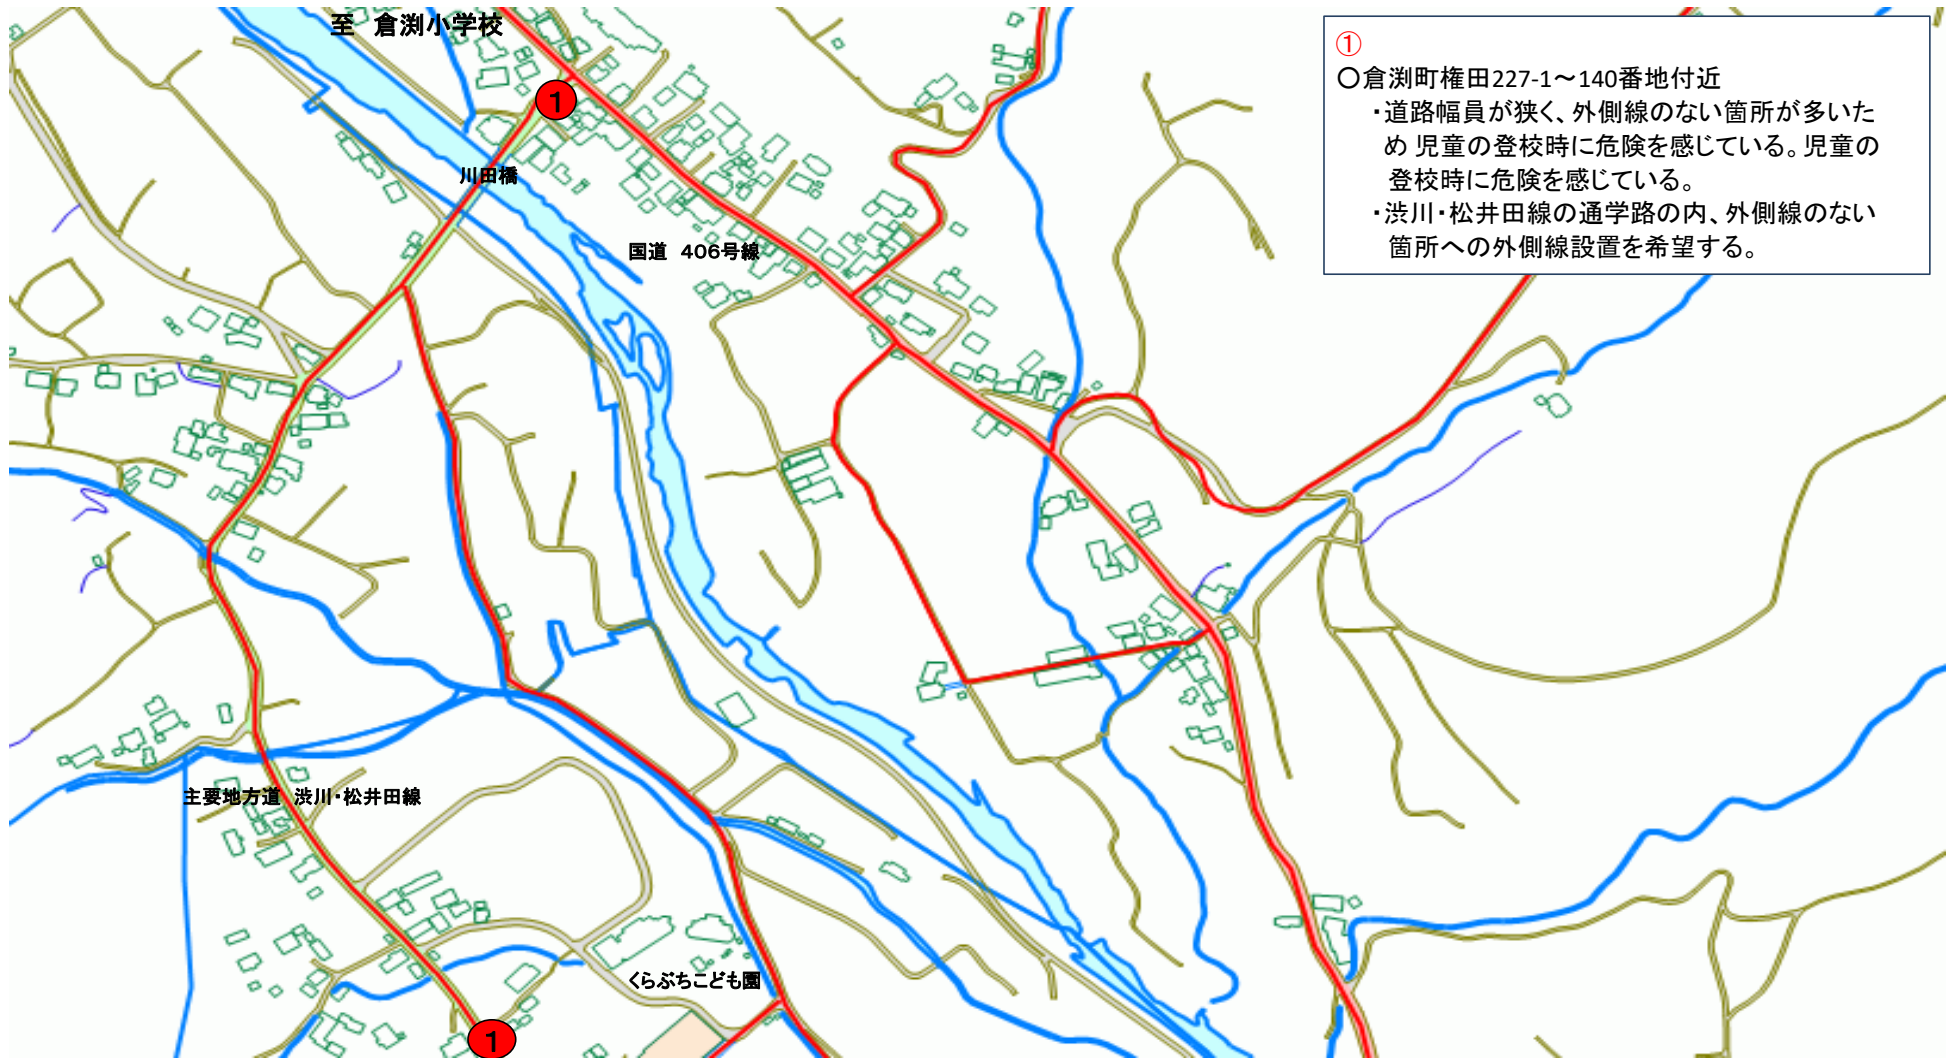 至 倉渕小学校
①
〇倉渕町権田227-1～140番地付近
・道路幅員が狭く、外側線のない箇所が多いた
め 児童の登校時に危険を感じている。児童の
登校時に危険を感じている。
・渋川・松井田線の通学路の内、外側線のない
箇所への外側線設置を希望する。
1
川田橋
国道 406号線
主要地方道 渋川・松井田線
くらぶちこども園
1